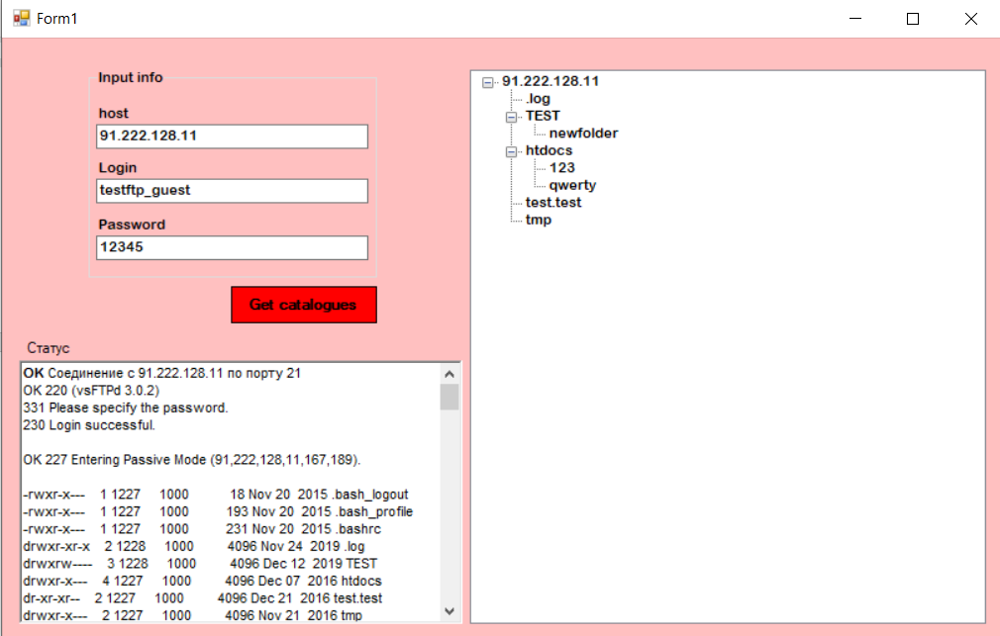 Form1
Input info
host
91.222.128.11
Login
testftp_guest
Password
12345
Get catalogues
Статус
OK Соединение с 91.222.128.11 по порту 21
OK 220 (vsFTPd 3.0.2)
331 Please specify the password.
230 Login successful.
OK 227 Entering Passive Mode (91,222,128,11,167,189).
-rwxr-x--- 1 1227 1000 18 Nov 20 2015 .bash_logout
-rwxr-x--- 1 1227 1000 193 Nov 20 2015 .bash_profile
-rwxr-x--- 1 1227 1000 231 Nov 20 2015 .bashrc
drwxr-xr-x 2 1228 1000 4096 Nov 24 2019 .log
drwxrw---- 3 1228 1000 4096 Dec 12 2019 TEST
drwxr-x--- 4 1227 1000 4096 Dec 07 2016 htdocs
dr-xr-xr-- 2 1227 1000 4096 Dec 21 2016 test.test
drwxr-x--- 2 1227 1000 4096 Nov 21 2016 tmp
91.222.128.11
.log
TEST
newfolder
htdocs
123
qwerty
test.test
tmp